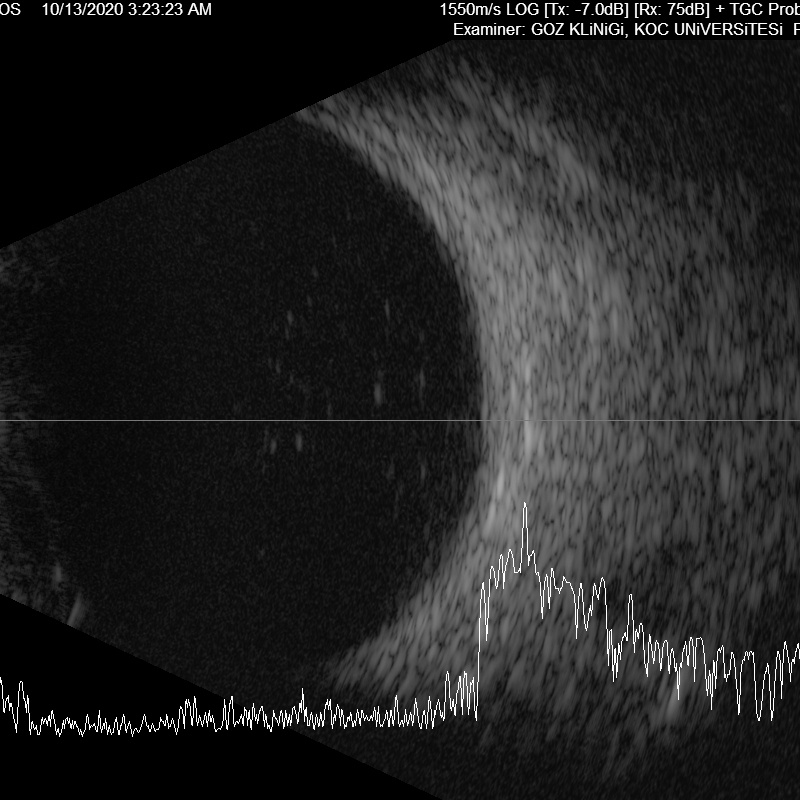 OS 10/13/2020 3:23:23 AM 1550m/s LOG [Tx: -7.0dB] [Rx: 75dB] + TGC Prob
Examiner: GOZ KLiNiGi, KOC UNiVERSiTESi